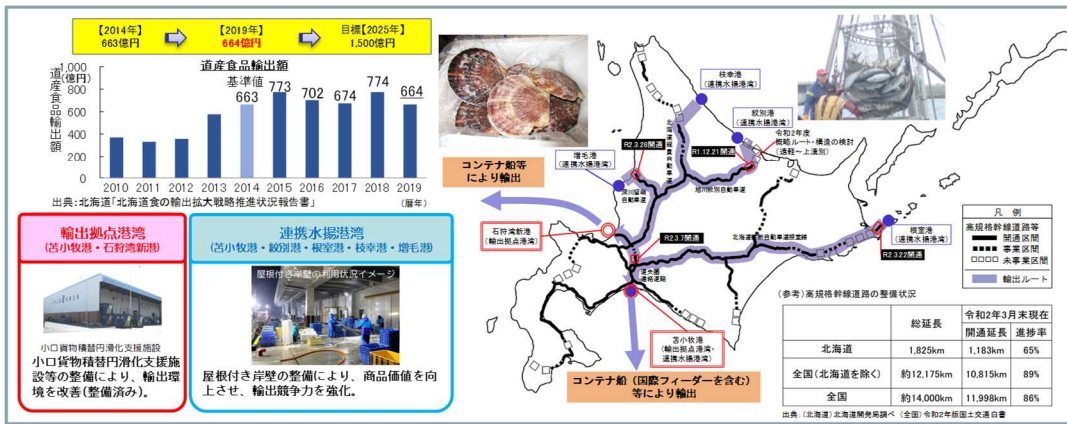 【2014年】
663億円
【2019年】
664億円
目標【2025年】
1,500億円
道産食品輸出額
道産食品輸出額
(億円)
1,000
800
600
400
200
0
基準値
663
773
702
674
774
664
2010 2011 2012 2013 2014 2015 2016 2017 2018 2019
出典:北海道「北海道食の輸出拡大戦略推進状況報告書」
(暦年)
輸出拠点港湾
(苫小牧港・石狩湾新港)
小口貨物積替円滑化支援施設
小口貨物積替円滑化支援施
設等の整備により、輸出環
境を改善(整備済み)。
連携水揚港湾
(苫小牧港・紋別港・根室港・枝幸港・増毛港)
屋根付き岸壁の利用状況イメージ
屋根付き岸壁の整備により、商品価値を向
上させ、輸出競争力を強化。
コンテナ船等
により輸出
枝幸港
(連携水揚港湾)
紋別港
(連携水揚港湾)
令和2年度
概略ルート・構造の検討
(遠軽~上湧別)
増毛港
(連携水揚港湾)
R2.3.28開通
R1.12.21開通
北海道縦貫自動車道
深川留萌
自動車道
旭川紋別自動車道
石狩湾新港
(輸出拠点港湾)
R2.3.7開通
道央圏
連絡道路
根室港
(連携水揚港湾)
R2.3.22開通
苫小牧港
(輸出拠点港湾・
連携水揚港湾)
コンテナ船(国際フィーダーを含む)
等により輸出
凡例
高規格幹線道路等
開通区間
事業区間
未事業区間
輸出ルート
(参考)高規格幹線道路の整備状況
総延長 令和2年3月末現在
開通延長 進捗率
北海道 1,825km 1,183km 65%
全国(北海道を除く) 約12,175km 10,815km 89%
全国 約14,000km 11,998km 86%
出典:(北海道)北海道開発局調べ (全国)令和2年版国土交通白書